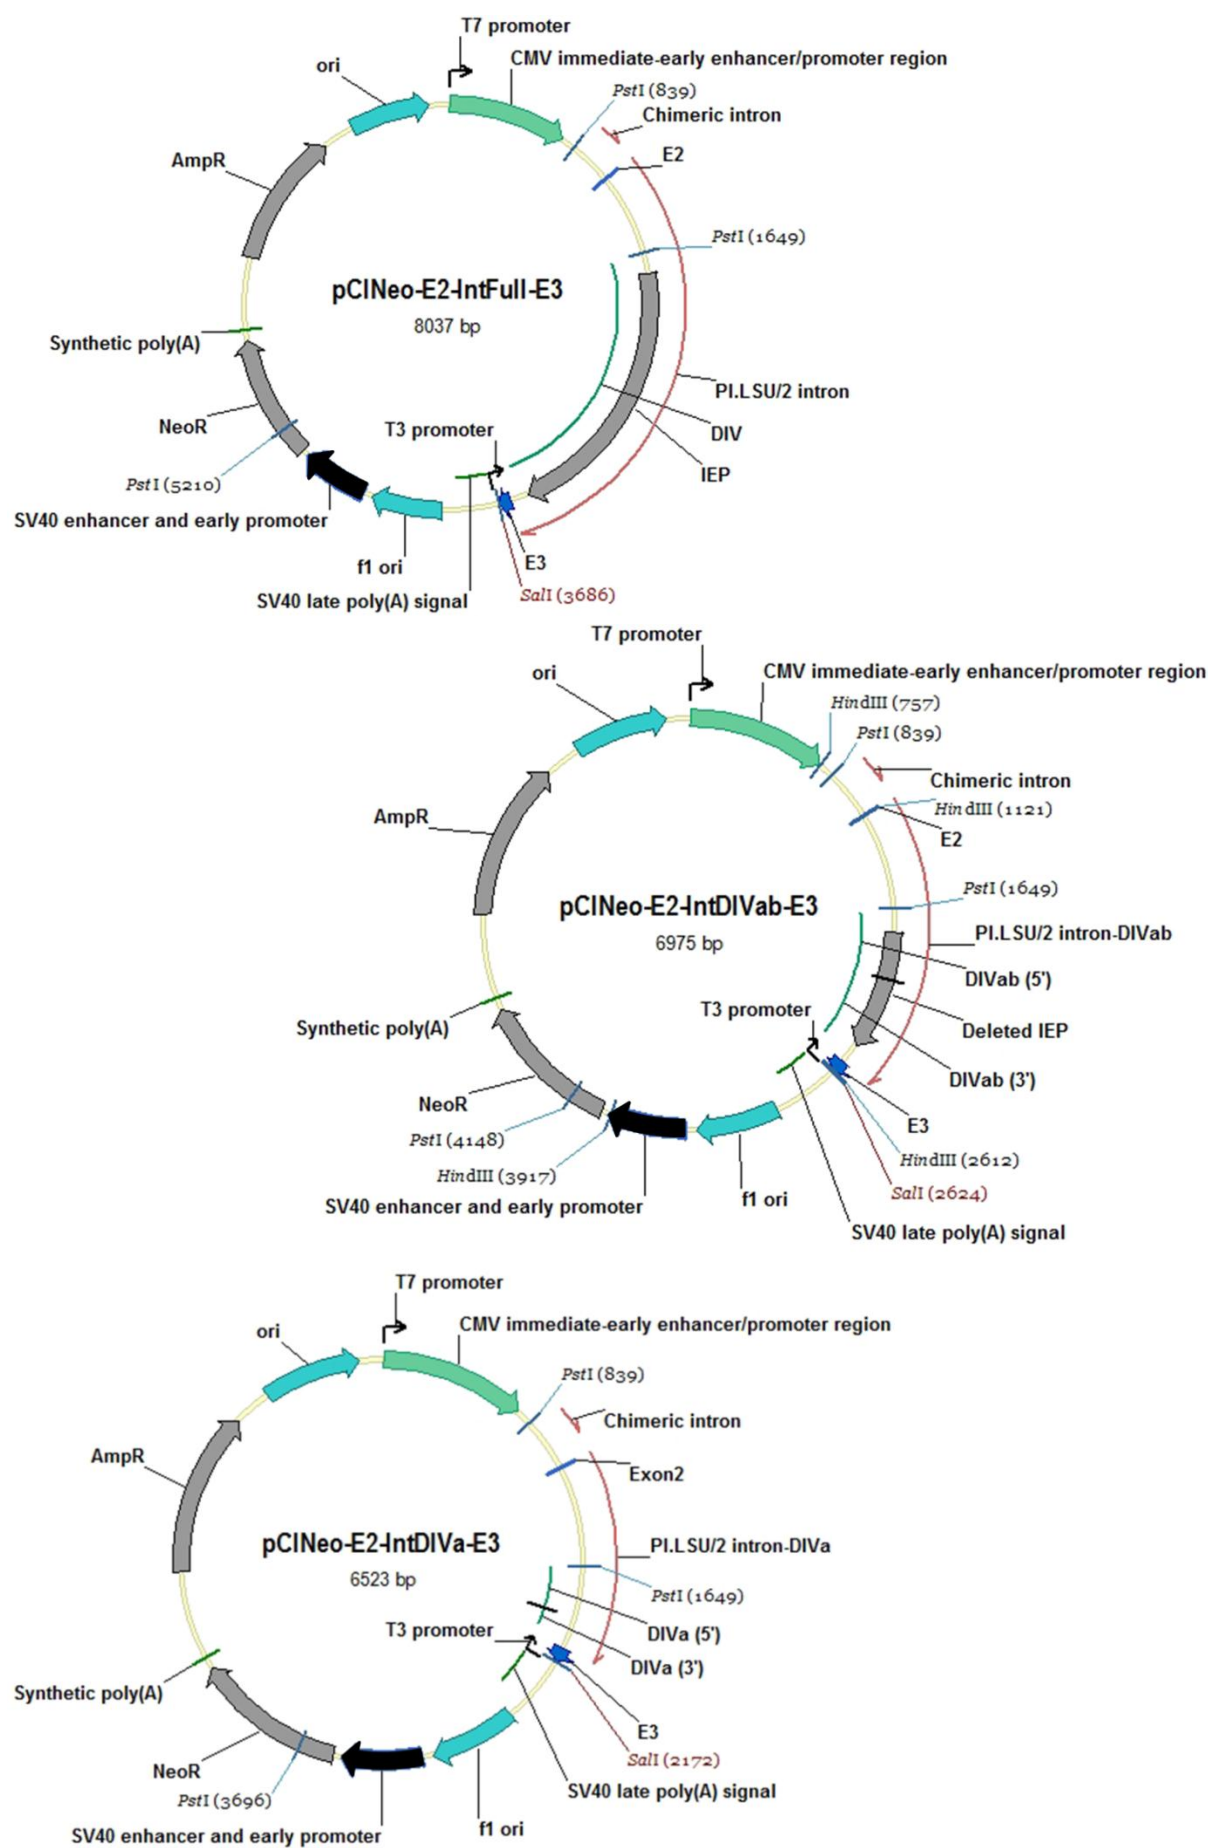 T7 promoter
CMV immediate-early enhancer/promoter region
ori
PstI (839)
Chimeric intron
AmpR
E2
PstI (1649)
pCINeo-E2-IntFull-E3
8037 bp
Synthetic poly(A)
PI.LSU/2 intron
NeoR
T3 promoter
DIV
IEP
PstI (5210)
SV40 enhancer and early promoter
E3
f1 ori
SV40 late poly(A) signal
SalI (3686)
T7 promoter
CMV immediate-early enhancer/promoter region
ori
HindIII (757)
PstI (839)
Chimeric intron
HindIII (1121)
AmpR
E2
PstI (1649)
pCINeo-E2-IntDIVab-E3
6975 bp
PI.LSU/2 intron-DIVab
DIVab (5')
T3 promoter
Synthetic poly(A)
Deleted IEP
DIVab (3')
NeoR
E3
PstI (4148)
HindIII (2612)
HindIII (3917)
SalI (2624)
f1 ori
SV40 enhancer and early promoter
SV40 late poly(A) signal
T7 promoter
CMV immediate-early enhancer/promoter region
ori
PstI (839)
Chimeric intron
AmpR
Exon2
pCINeo-E2-IntDIVa-E3
PI.LSU/2 intron-DIVa
6523 bp
PstI (1649)
T3 promoter
DIVa (5')
DIVa (3')
Synthetic poly(A)
E3
SalI (2172)
NeoR
SV40 late poly(A) signal
PstI (3696)
f1 ori
SV40 enhancer and early promoter